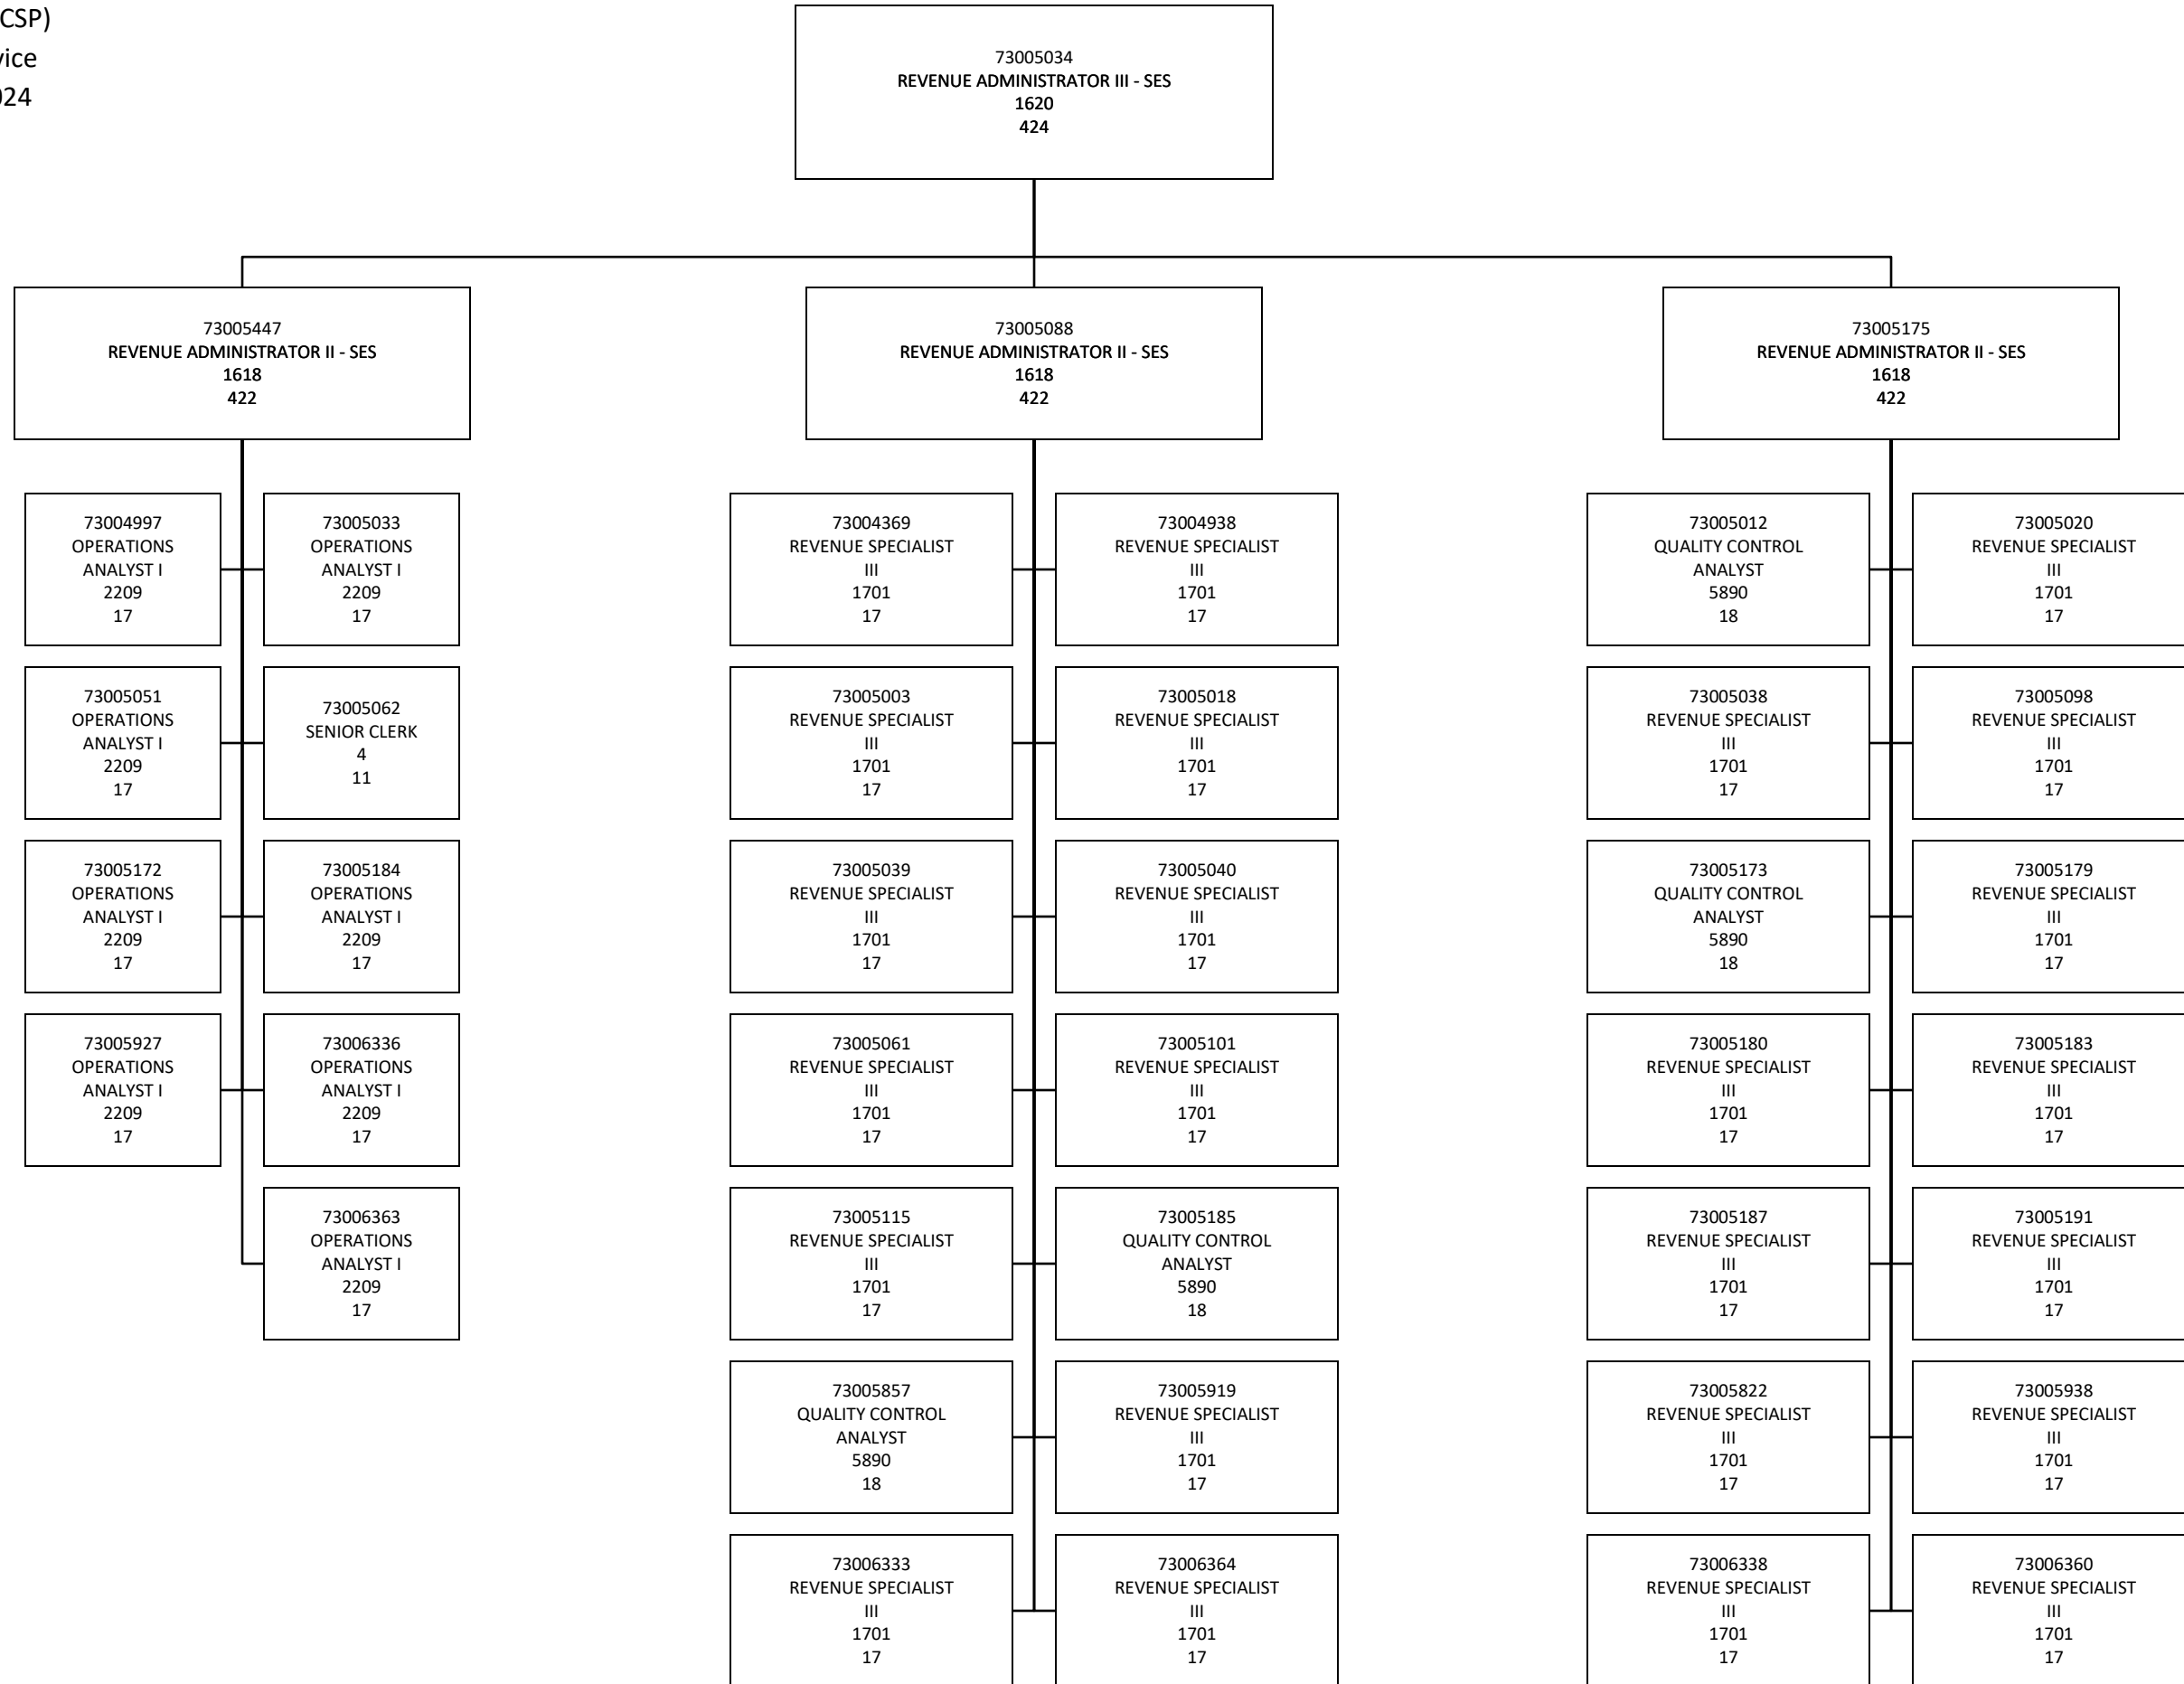 CSP)
vice
024
73005034
REVENUE ADMINISTRATOR III - SES
1620
424
73005447
REVENUE ADMINISTRATOR II - SES
1618
422
73005088
REVENUE ADMINISTRATOR II - SES
1618
422
73005175
REVENUE ADMINISTRATOR II - SES
1618
422
73004997
OPERATIONS
ANALYST I
2209
17
73005033
OPERATIONS
ANALYST I
2209
17
73004369
REVENUE SPECIALIST
III
1701
17
73004938
REVENUE SPECIALIST
III
1701
17
73005012
QUALITY CONTROL
ANALYST
5890
18
73005020
REVENUE SPECIALIST
III
1701
17
73005051
OPERATIONS
ANALYST I
2209
17
73005062
SENIOR CLERK
4
11
73005003
REVENUE SPECIALIST
III
1701
17
73005018
REVENUE SPECIALIST
III
1701
17
73005038
REVENUE SPECIALIST
III
1701
17
73005098
REVENUE SPECIALIST
III
1701
17
73005172
OPERATIONS
ANALYST I
2209
17
73005184
OPERATIONS
ANALYST I
2209
17
73005039
REVENUE SPECIALIST
III
1701
17
73005040
REVENUE SPECIALIST
III
1701
17
73005173
QUALITY CONTROL
ANALYST
5890
18
73005179
REVENUE SPECIALIST
III
1701
17
73005927
OPERATIONS
ANALYST I
2209
17
73006336
OPERATIONS
ANALYST I
2209
17
73005061
REVENUE SPECIALIST
III
1701
17
73005101
REVENUE SPECIALIST
III
1701
17
73005180
REVENUE SPECIALIST
III
1701
17
73005183
REVENUE SPECIALIST
III
1701
17
73006363
OPERATIONS
ANALYST I
2209
17
73005115
REVENUE SPECIALIST
III
1701
17
73005185
QUALITY CONTROL
ANALYST
5890
18
73005187
REVENUE SPECIALIST
III
1701
17
73005191
REVENUE SPECIALIST
III
1701
17
73005857
QUALITY CONTROL
ANALYST
5890
18
73005919
REVENUE SPECIALIST
III
1701
17
73005822
REVENUE SPECIALIST
III
1701
17
73005938
REVENUE SPECIALIST
III
1701
17
73006333
REVENUE SPECIALIST
III
1701
17
73006364
REVENUE SPECIALIST
III
1701
17
73006338
REVENUE SPECIALIST
III
1701
17
73006360
REVENUE SPECIALIST
III
1701
17